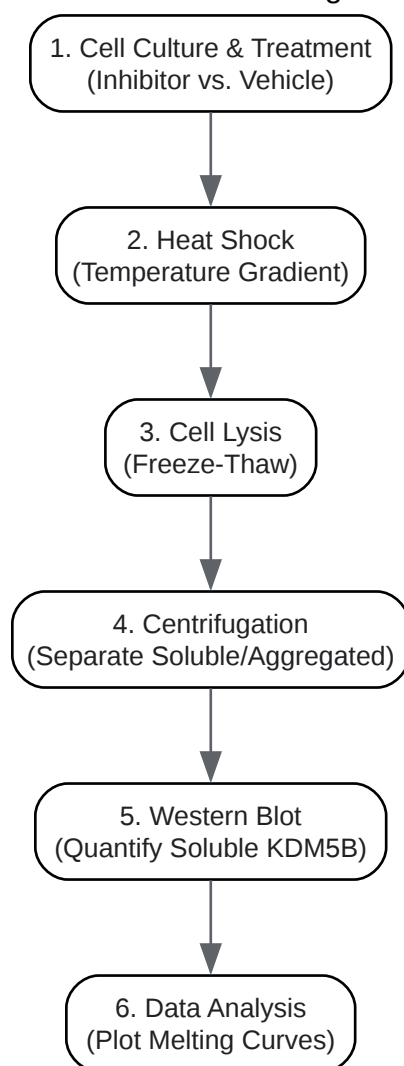 1. Cell Culture & Treatment
(Inhibitor vs. Vehicle)
2. Heat Shock
(Temperature Gradient)
3. Cell Lysis
(Freeze-Thaw)
4. Centrifugation
(Separate Soluble/Aggregated)
5. Western Blot
(Quantify Soluble KDM5B)
6. Data Analysis
(Plot Melting Curves)